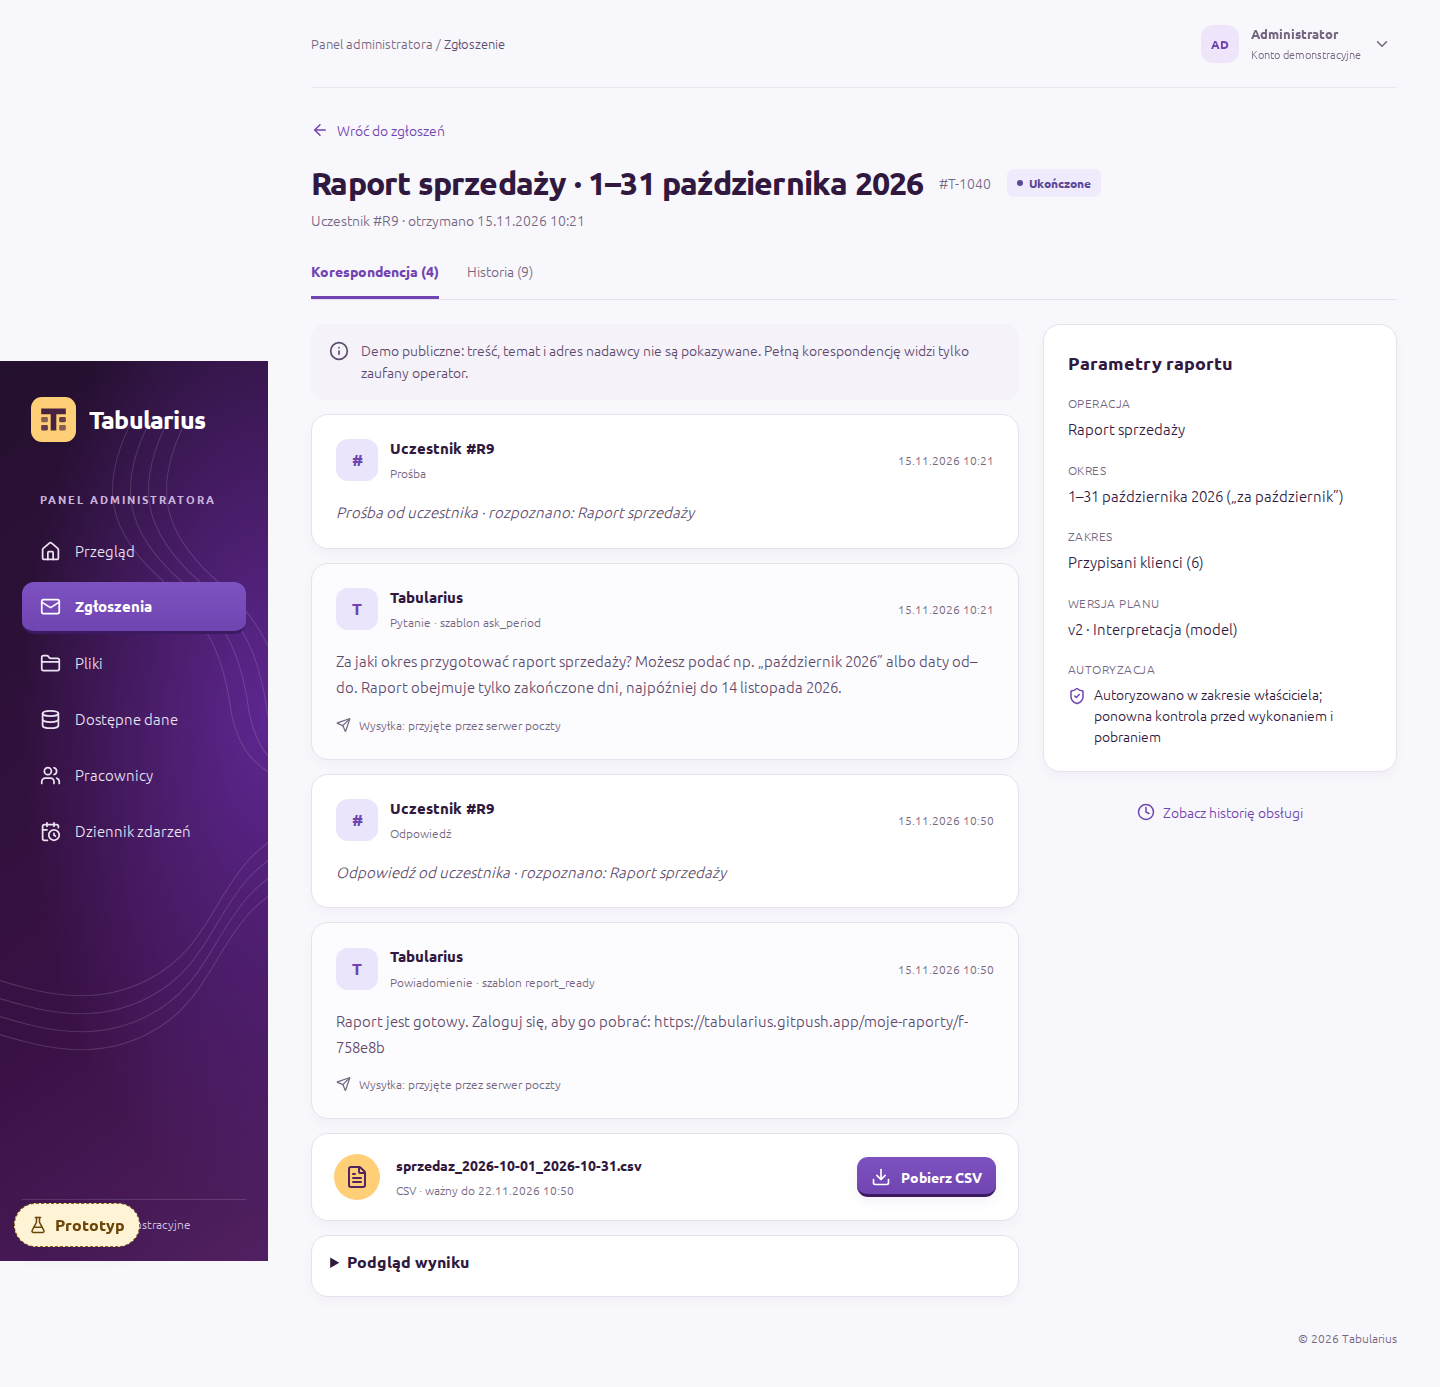 Panel administratora / Zgłoszenie
AD
Administrator
Konto demonstracyjne
Wróć do zgłoszeń
Raport sprzedaży · 1–31 października 2026
#T-1040
Ukończone
Uczestnik #R9 · otrzymano 15.11.2026 10:21
Korespondencja (4)
Historia (9)
Tabularius
PANEL ADMINISTRATORA
Przegląd
Zgłoszenia
Pliki
Dostępne dane
Pracownicy
Dziennik zdarzeń
Prototyp
stracyjne
Demo publiczne: treść, temat i adres nadawcy nie są pokazywane. Pełną korespondencję widzi tylko
zaufany operator.
#
Uczestnik #R9
Prośba
15.11.2026 10:21
Prośba od uczestnika · rozpoznano: Raport sprzedaży
T
Tabularius
Pytanie · szablon ask_period
15.11.2026 10:21
Za jaki okres przygotować raport sprzedaży? Możesz podać np. „październik 2026” albo daty od–
do. Raport obejmuje tylko zakończone dni, najpóźniej do 14 listopada 2026.
Wysyłka: przyjęte przez serwer poczty
#
Uczestnik #R9
Odpowiedź
15.11.2026 10:50
Odpowiedź od uczestnika · rozpoznano: Raport sprzedaży
T
Tabularius
Powiadomienie · szablon report_ready
15.11.2026 10:50
Raport jest gotowy. Zaloguj się, aby go pobrać: https://tabularius.gitpush.app/moje-raporty/f-
758e8b
Wysyłka: przyjęte przez serwer poczty
sprzedaz_2026-10-01_2026-10-31.csv
CSV · ważny do 22.11.2026 10:50
Pobierz CSV
Podgląd wyniku
Parametry raportu
OPERACJA
Raport sprzedaży
OKRES
1–31 października 2026 („za październik”)
ZAKRES
Przypisani klienci (6)
WERSJA PLANU
v2 · Interpretacja (model)
AUTORYZACJA
Autoryzowano w zakresie właściciela;
ponowna kontrola przed wykonaniem i
pobraniem
Zobacz historię obsługi
© 2026 Tabularius